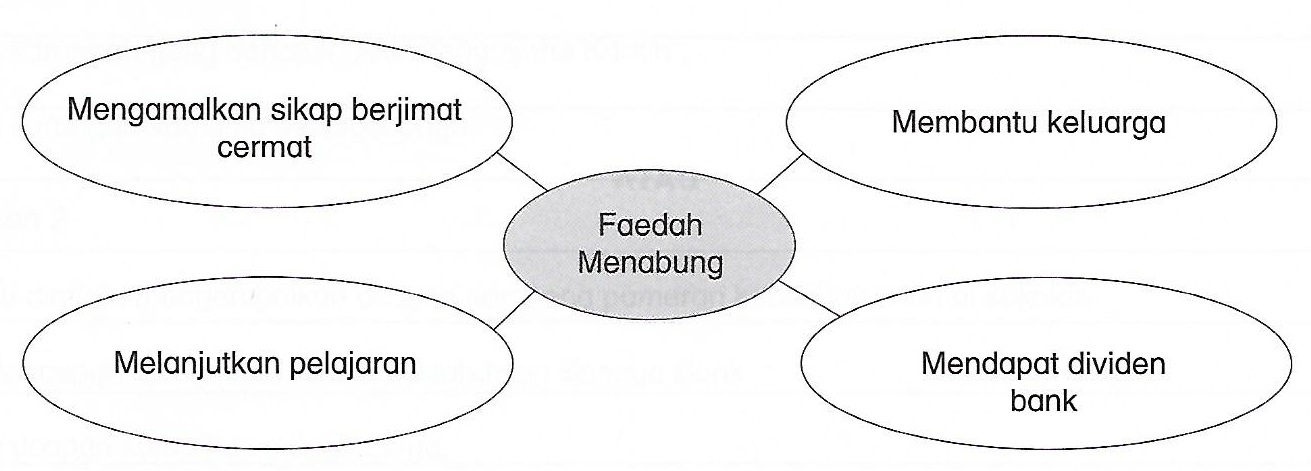 Mengamalkan sikap berjimat
cermat
Membantu keluarga
Faedah
Menabung
Melanjutkan pelajaran
Mendapat dividen
bank